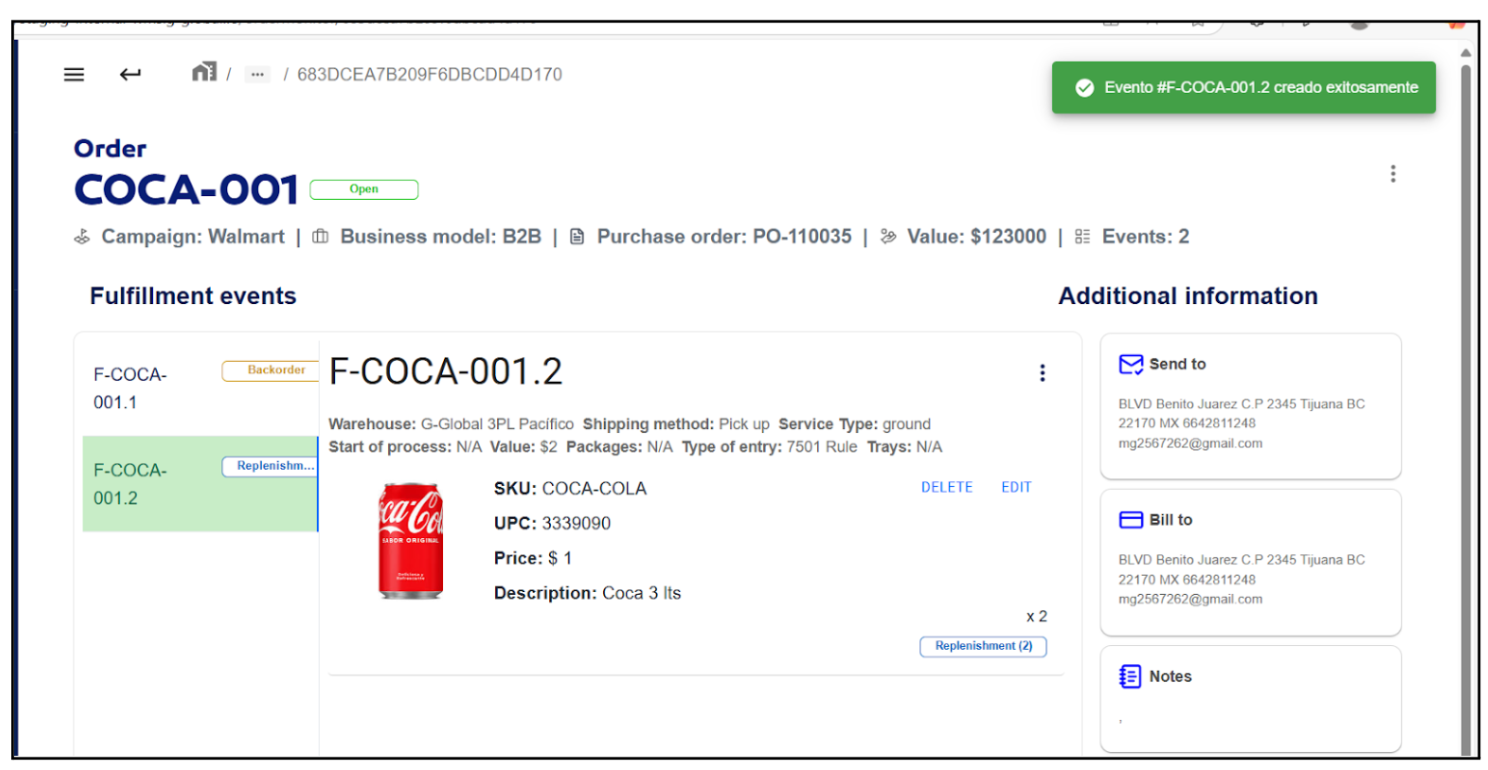 / ... / 683DCEA7B209F6DBCDD4D170
Evento #F-COCA-001.2 creado exitosamente
Order
COCA-001 Open
Campaign: Walmart | Business model: B2B | Purchase order: PO-110035 | Value: $123000 | Events: 2
Fulfillment events
Additional information
F-COCA-001.1 Backorder
F-COCA-001.2 Replenishm...
F-COCA-001.2
Warehouse: G-Global 3PL Pacífico Shipping method: Pick up Service Type: ground
Start of process: N/A Value: $2 Packages: N/A Type of entry: 7501 Rule Trays: N/A
Coca-Cola
SABOR ORIGINAL
SKU: COCA-COLA
DELETE EDIT
UPC: 3339090
Price: $ 1
Description: Coca 3 lts
x 2
Replenishment (2)
Send to
BLVD Benito Juarez C.P 2345 Tijuana BC
22170 MX 6642811248
mg2567262@gmail.com
Bill to
BLVD Benito Juarez C.P 2345 Tijuana BC
22170 MX 6642811248
mg2567262@gmail.com
Notes
,